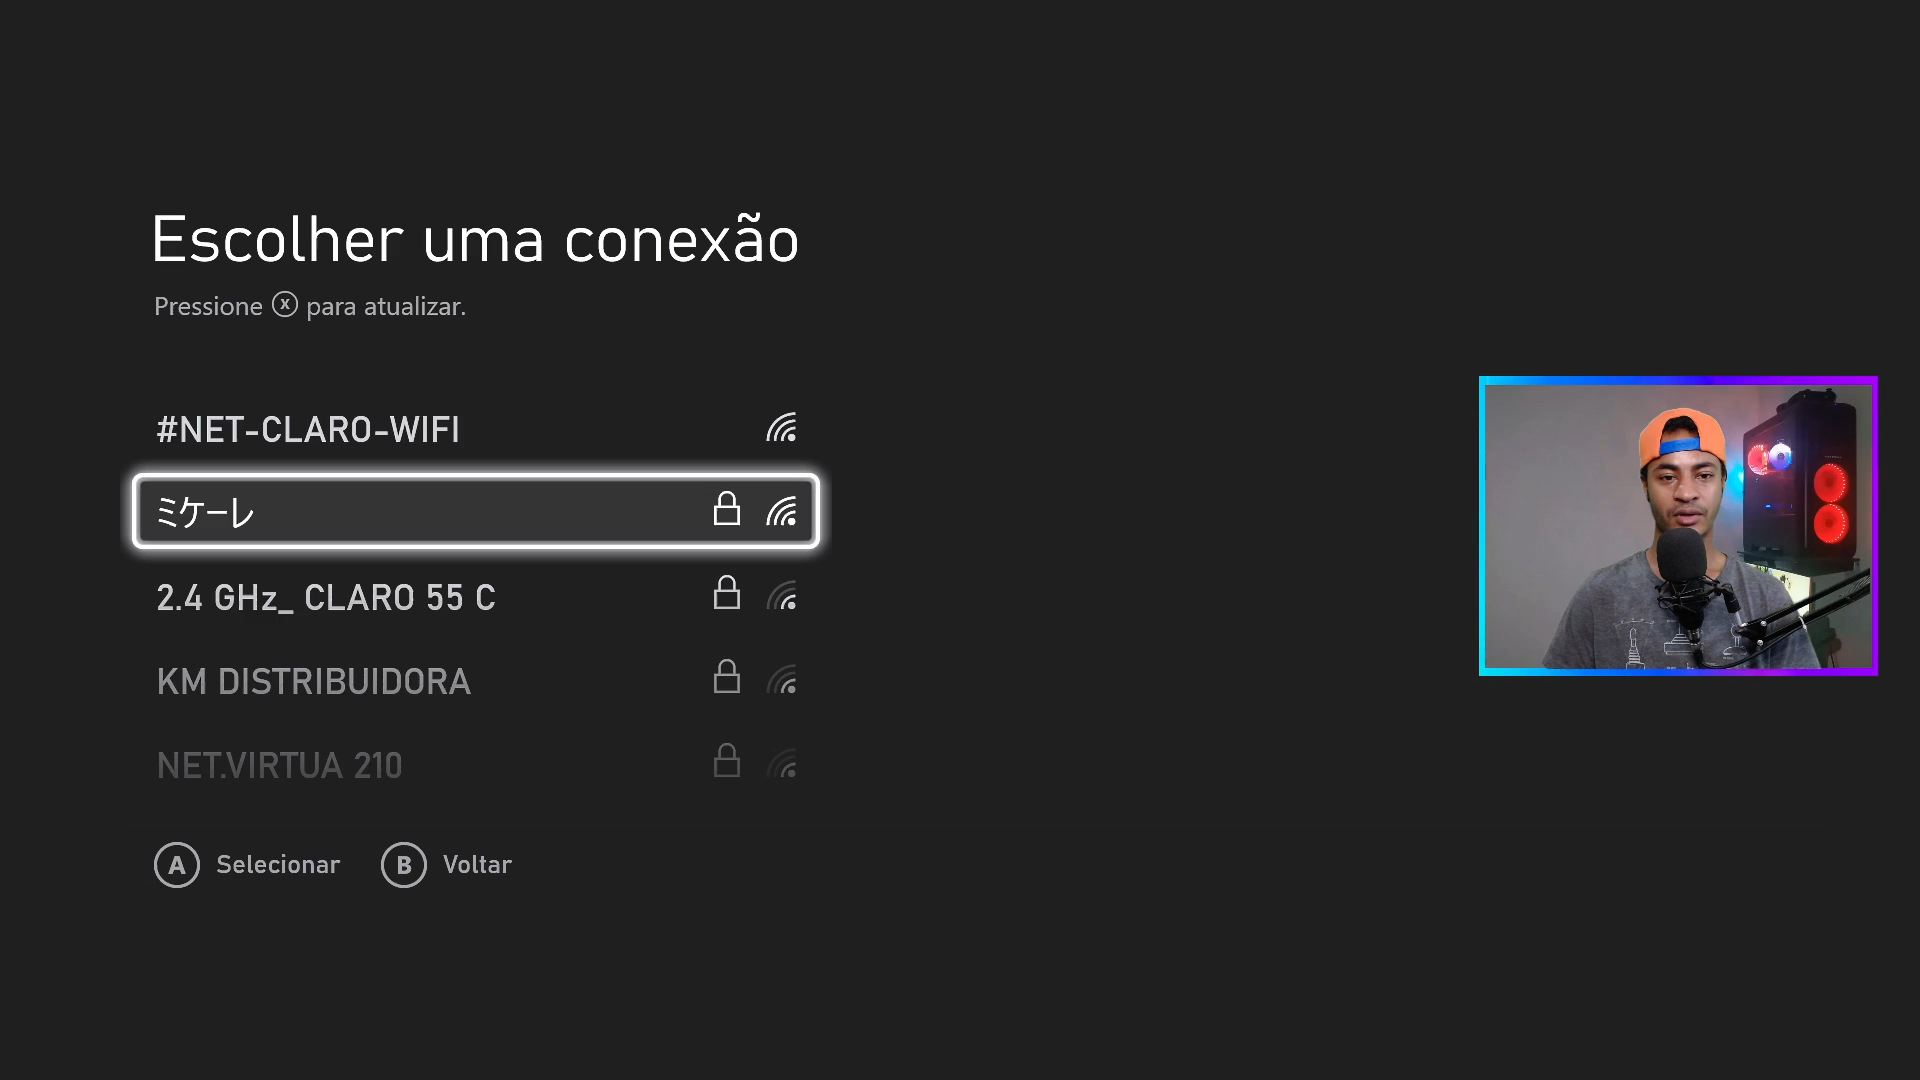 Escolher uma conexão
Pressione Ⓧ para atualizar.
#NET-CLARO-WIFI
ミケーレ
2.4 GHz_ CLARO 55 C
KM DISTRIBUIDORA
NET.VIRTUA 210
A Selecionar B Voltar